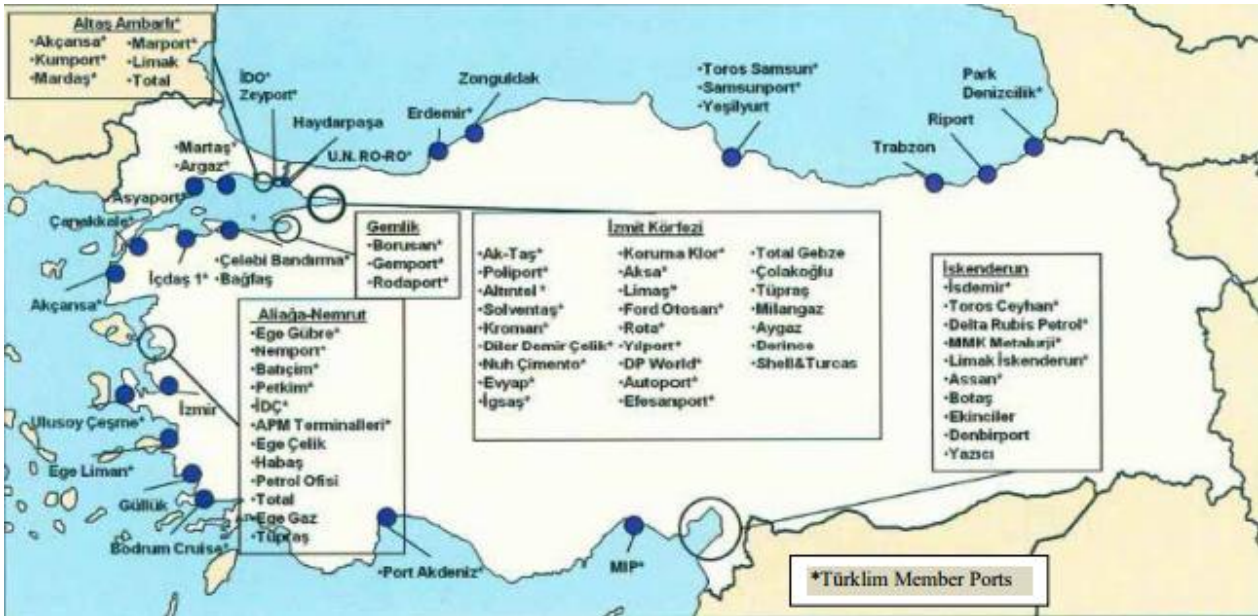 Altaş Ambarlı*
•Akçansa* •Marport*
•Kumport* •Limak
•Mardaş* •Total
İDO*
Zeyport*
Haydarpaşa
U.N. RO-RO*
Erdemir*
Zonguldak
•Toros Samsun*
•Samsunport*
•Yeşilyurt
Trabzon
Riport
Park
Denizcilik*
•Martaş*
•Argaz*
Asyaport*
Çanakkale*
Akçansa*
İçdaş 1*
•Çelebi Bandırma*
•Bağfaş
Gemlik
•Borusan*
•Gemport*
•Rodaport*
İzmit Körfezi
•Ak-Taş* •Koruma Klor* •Total Gebze
•Poliport* •Aksa* •Çolakoğlu
•Altıntel* •Limaş* •Tüpraş
•Solventaş* •Ford Otosan* •Milangaz
•Kroman* •Rota* •Aygaz
•Diler Demir Çelik* •Yılport* •Derince
•Nuh Çimento* •DP World* •Shell&Turcas
•Evyap* •Autoport*
•İgsaş* •Efesanport*
İskenderun
•İsdemir*
•Toros Ceyhan*
•Delta Rubis Petrol*
•MMK Metalurji*
•Limak İskenderun*
•Assan*
•Botaş
•Ekinciler
•Denbirport
•Yazıcı
Aliağa-Nemrut
•Ege Gübre*
•Nemport*
•Batıçim*
•Petkim*
•İDÇ*
•APM Terminalleri*
•Ege Çelik
•Habaş
•Petrol Ofisi
•Total
•Ege Gaz
•Tüpraş
İzmir
Ulusoy Çeşme*
Ege Liman*
Güllük
Bodrum Cruise*
•Port Akdeniz*
MIP*
*Türklim Member Ports